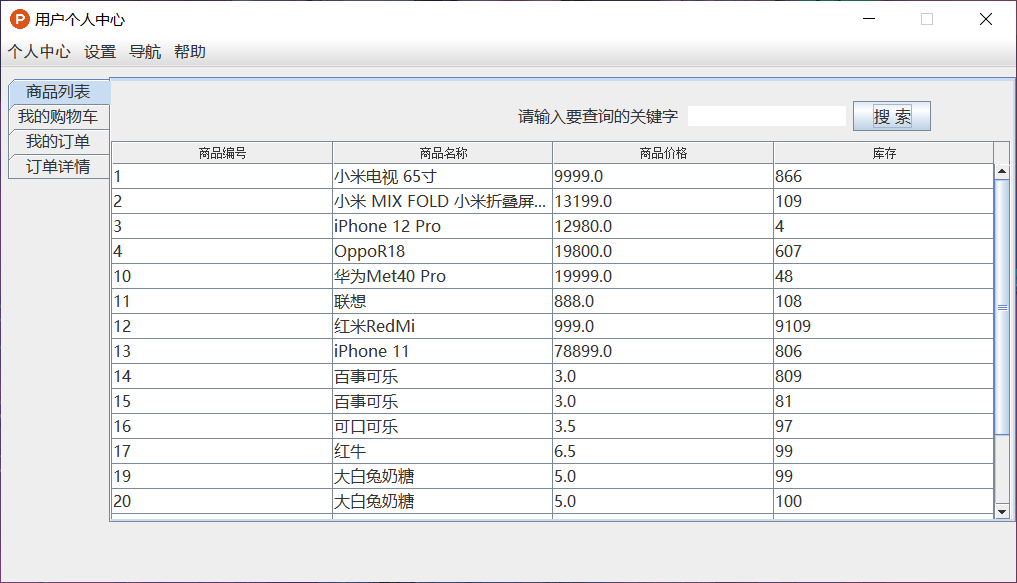 P 用户个人中心
个人中心 设置 导航 帮助
商品列表
我的购物车
我的订单
订单详情
请输入要查询的关键字 搜 索
商品编号 商品名称 商品价格 库存
1 小米电视 65寸 9999.0 866
2 小米 MIX FOLD 小米折叠屏... 13199.0 109
3 iPhone 12 Pro 12980.0 4
4 OppoR18 19800.0 607
10 华为Met40 Pro 19999.0 48
11 联想 888.0 108
12 红米RedMi 999.0 9109
13 iPhone 11 78899.0 806
14 百事可乐 3.0 809
15 百事可乐 3.0 81
16 可口可乐 3.5 97
17 红牛 6.5 99
19 大白兔奶糖 5.0 99
20 大白兔奶糖 5.0 100